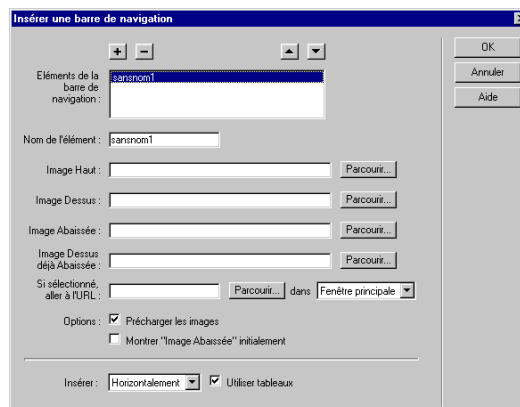 Insérer une barre de navigation
OK
Annuler
Aide
Eléments de la
barre de
navigation :
sansnom1
Nom de l'élément : sansnom1
Image Haut : Parcourir...
Image Dessus : Parcourir...
Image Abaissée : Parcourir...
Image Dessus
déjà Abaissée : Parcourir...
Si sélectionné,
aller à l'URL : Parcourir... dans Fenêtre principale
Options : Précharger les images
Montrer "Image Abaissée" initialement
Insérer : Horizontalement Utiliser tableaux